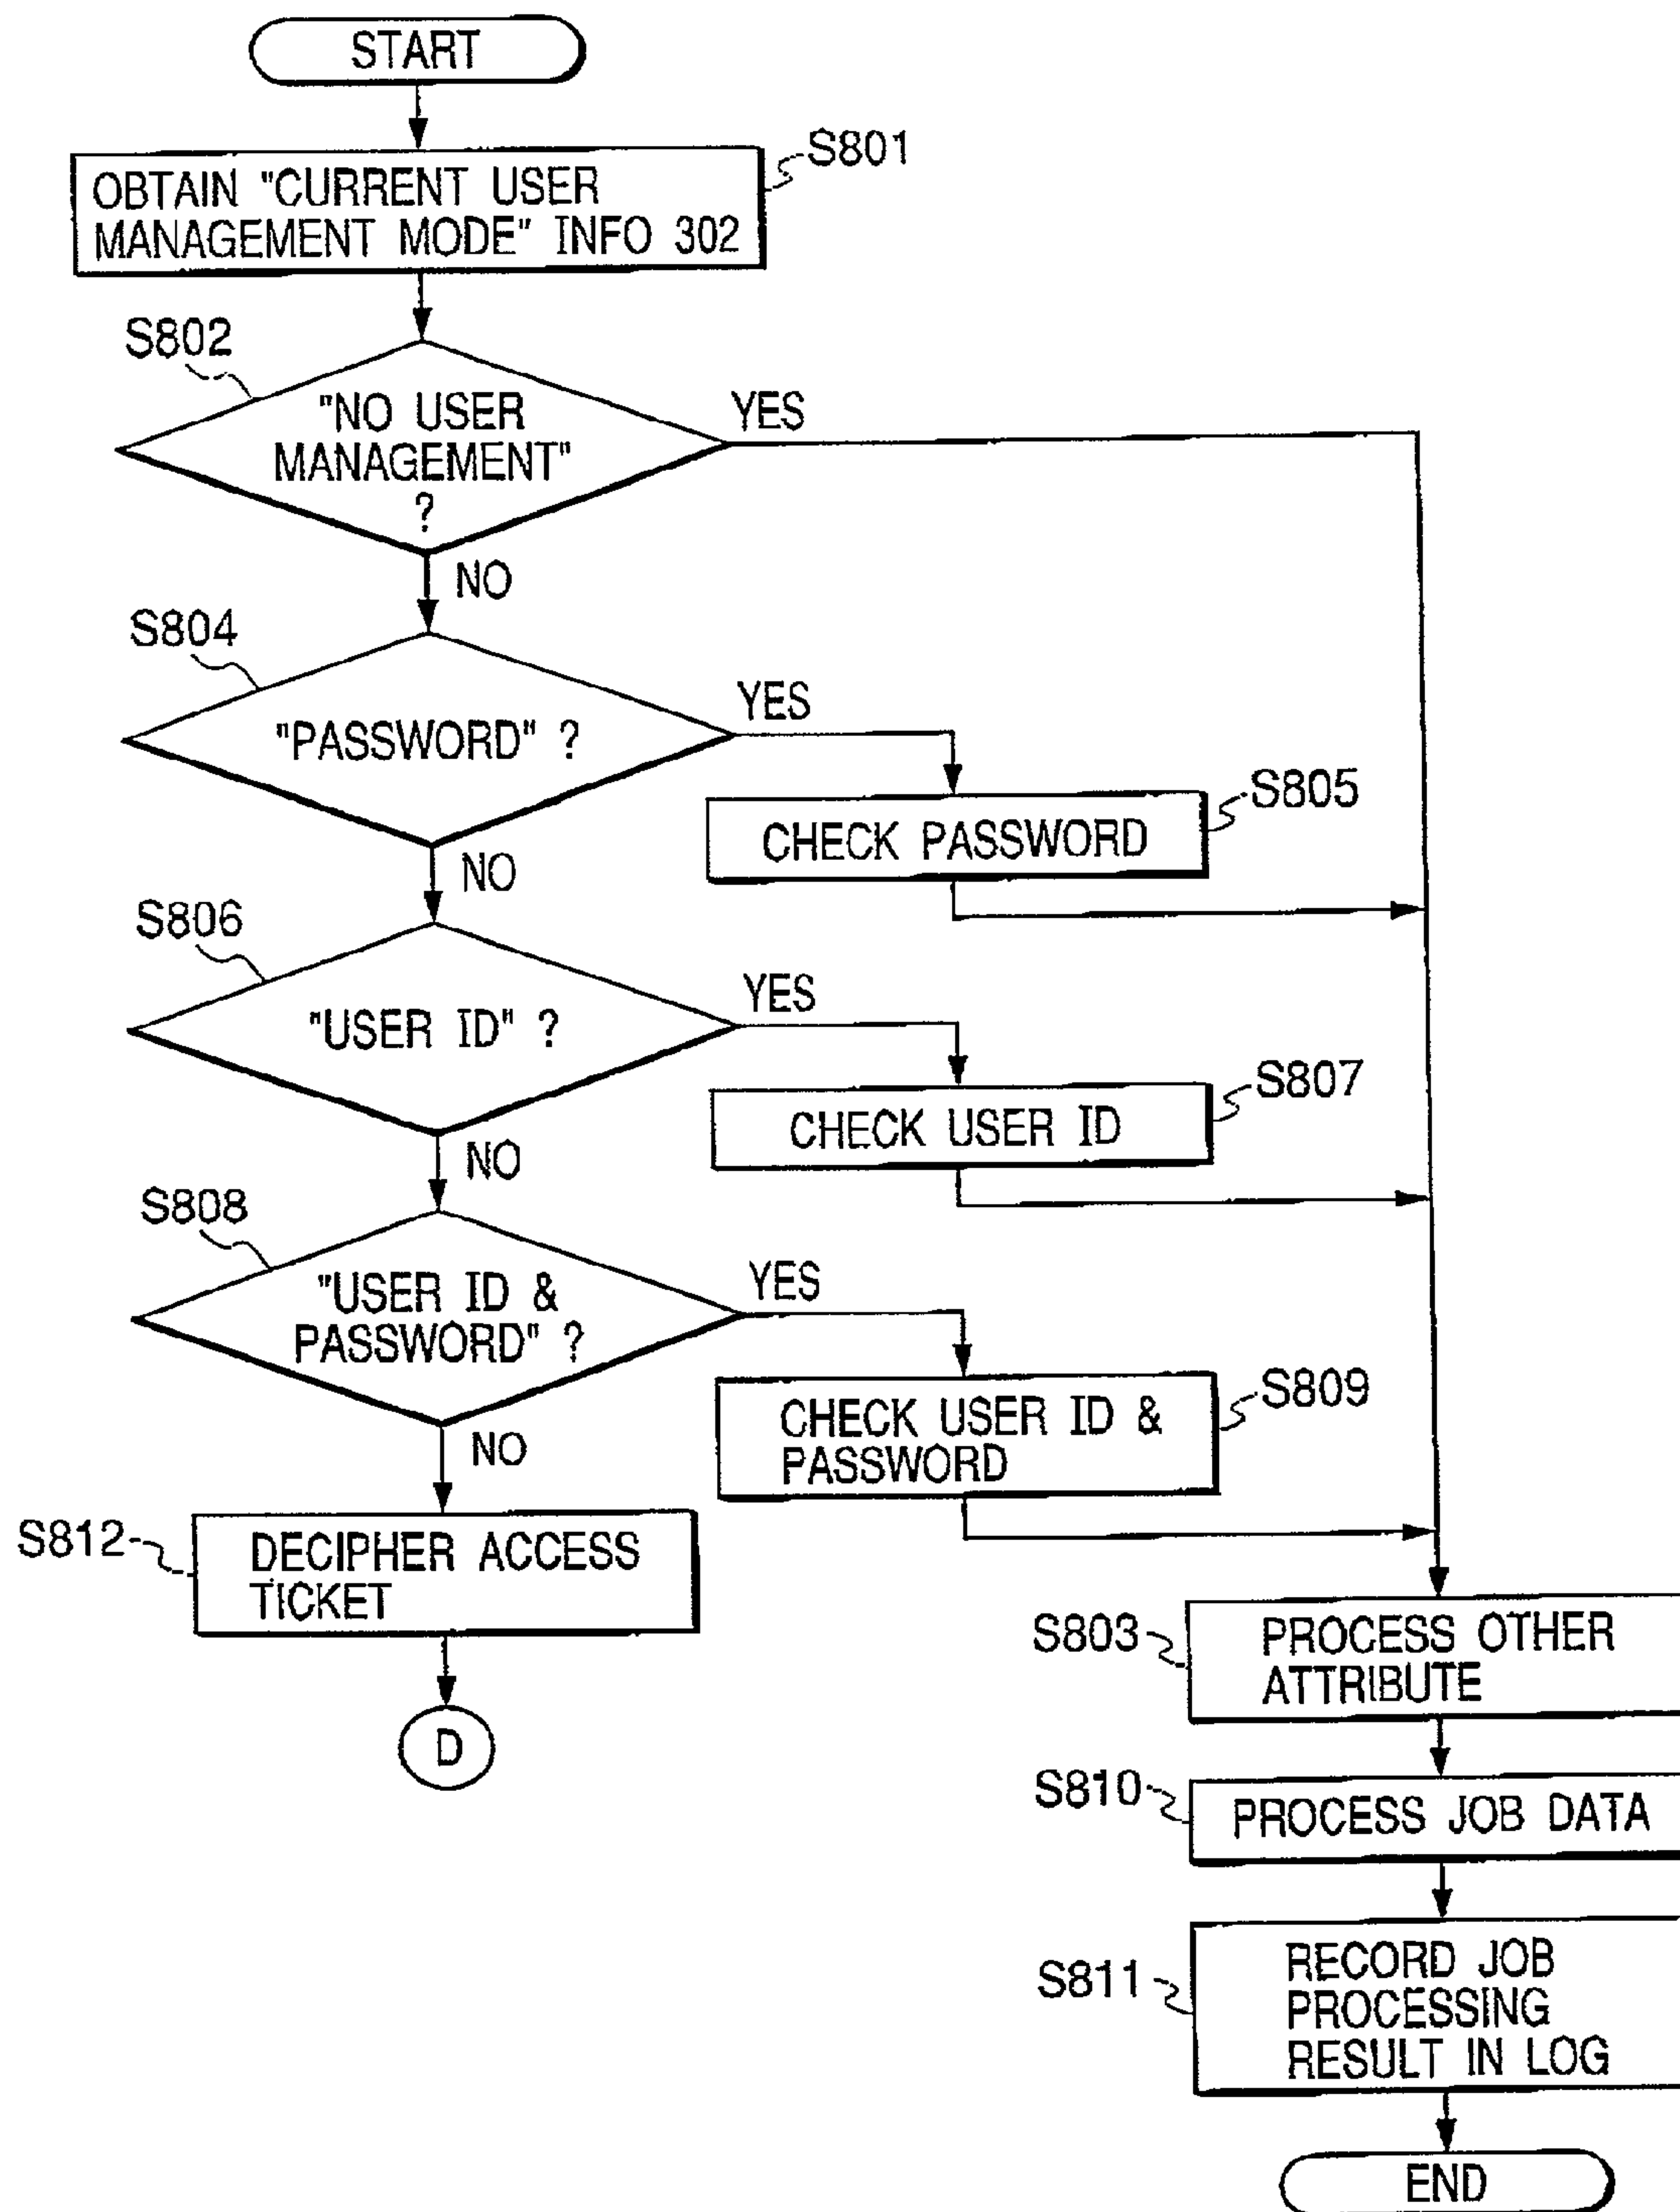 START
S801
OBTAIN "CURRENT USER
MANAGEMENT MODE" INFO 302
S802
"NO USER
MANAGEMENT"
?
YES
NO
S804
"PASSWORD" ?
YES
S805
CHECK PASSWORD
NO
S806
"USER ID" ?
YES
S807
CHECK USER ID
NO
S808
"USER ID &
PASSWORD" ?
YES
S809
CHECK USER ID &
PASSWORD
NO
S812
DECIPHER ACCESS
TICKET
D
S803
PROCESS OTHER
ATTRIBUTE
S810
PROCESS JOB DATA
S811
RECORD JOB
PROCESSING
RESULT IN LOG
END